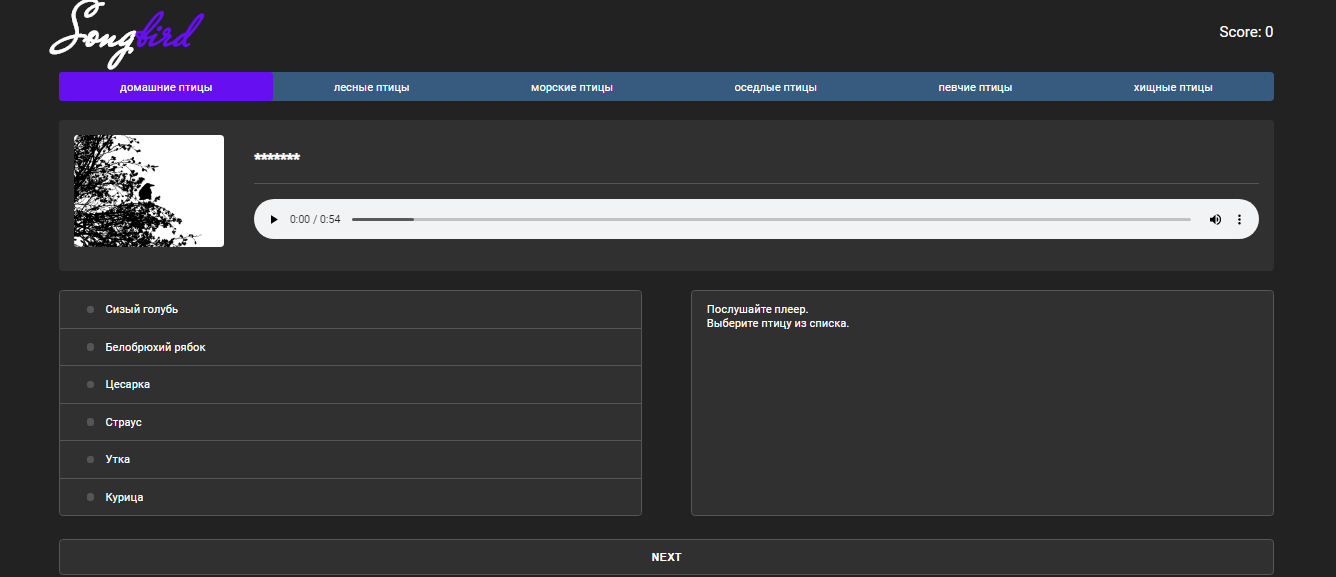 Songbird
Score: 0
домашние птицы
лесные птицы
морские птицы
оседлые птицы
певчие птицы
хищные птицы
*******
0:00 / 0:54
Сизый голубь
Белобрюхий рябок
Цесарка
Страус
Утка
Курица
Послушайте плеер.
Выберите птицу из списка.
NEXT